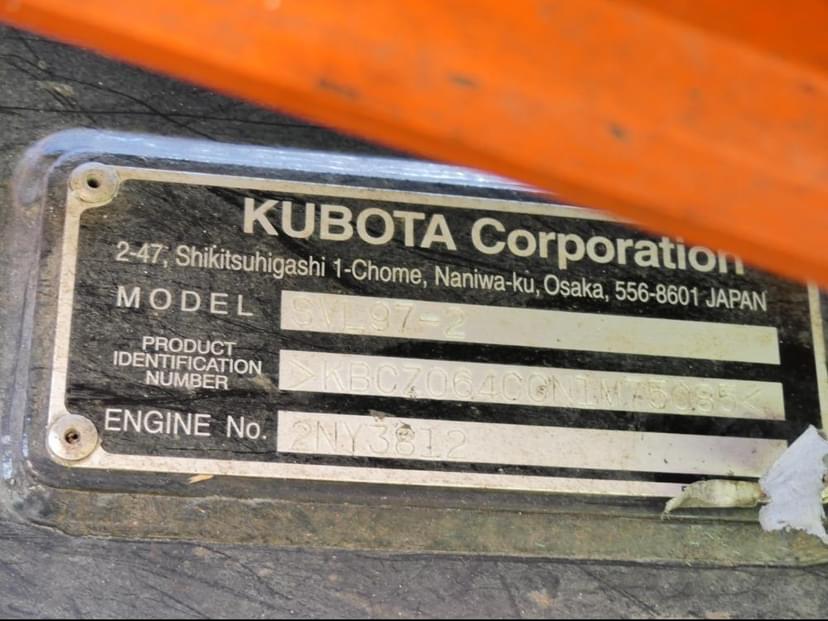 KUBOTA Corporation
2-47, Shikitsuhigashi 1-Chome, Naniwa-ku, Osaka, 556-8601 JAPAN
MODEL SVL97-2
PRODUCT
IDENTIFICATION
NUMBER
ENGINE No. 2NY3812